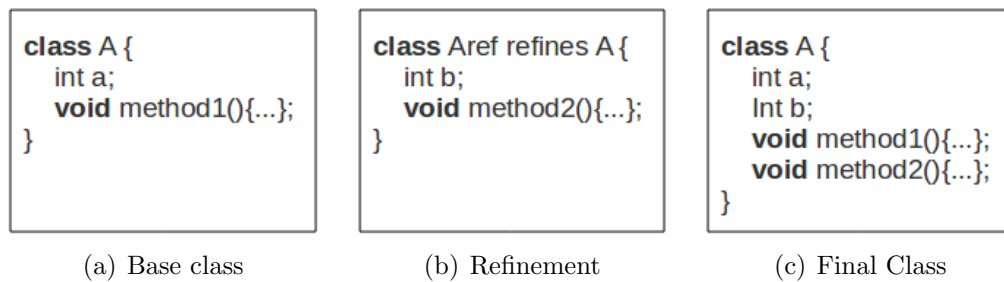 class A {
int a;
void method1(){...};
}
(a) Base class
class Aref refines A {
int b;
void method2(){...};
}
(b) Refinement
class A {
int a;
Int b;
void method1(){...};
void method2(){...};
}
(c) Final Class